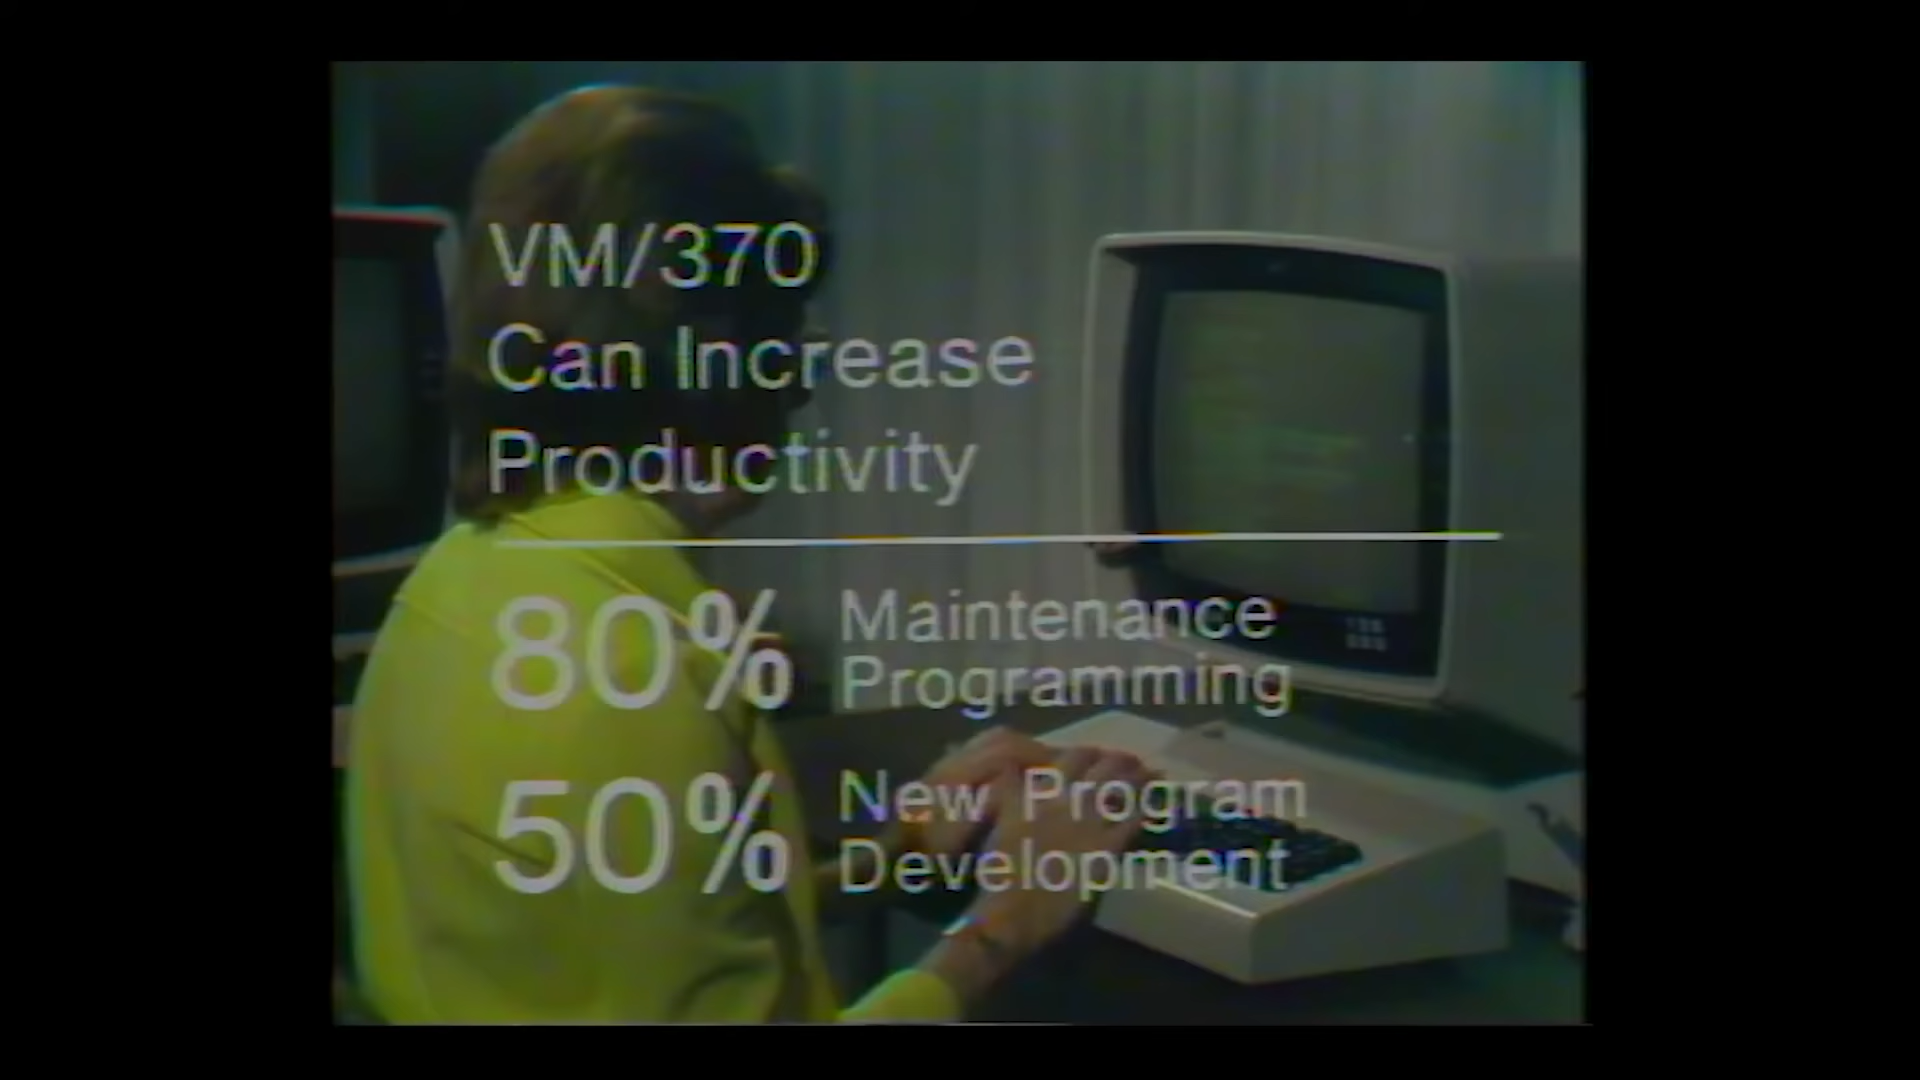 VM/370
Can Increase
Productivity
80% Maintenance
Programming
50% New Program
Development